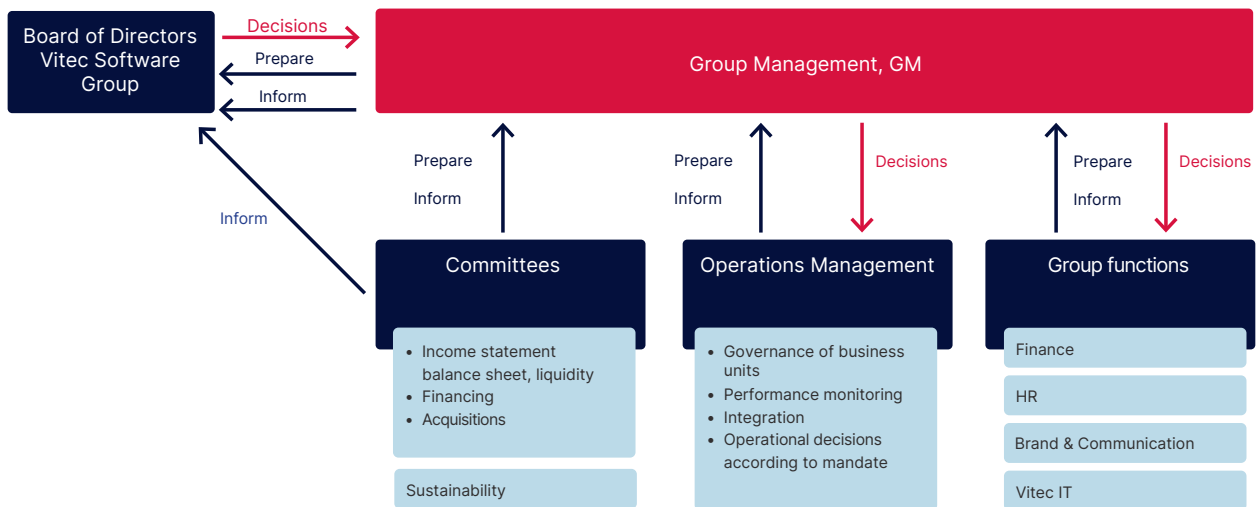 Board of Directors
Vitec Software
Group
Decisions
Prepare
Inform
Group Management, GM
Inform
Prepare
Inform
Prepare
Inform
Decisions
Prepare
Inform
Decisions
Committees
• Income statement
balance sheet, liquidity
• Financing
• Acquisitions
Sustainability
Operations Management
• Governance of business
units
• Performance monitoring
• Integration
• Operational decisions
according to mandate
Group functions
Finance
HR
Brand & Communication
Vitec IT